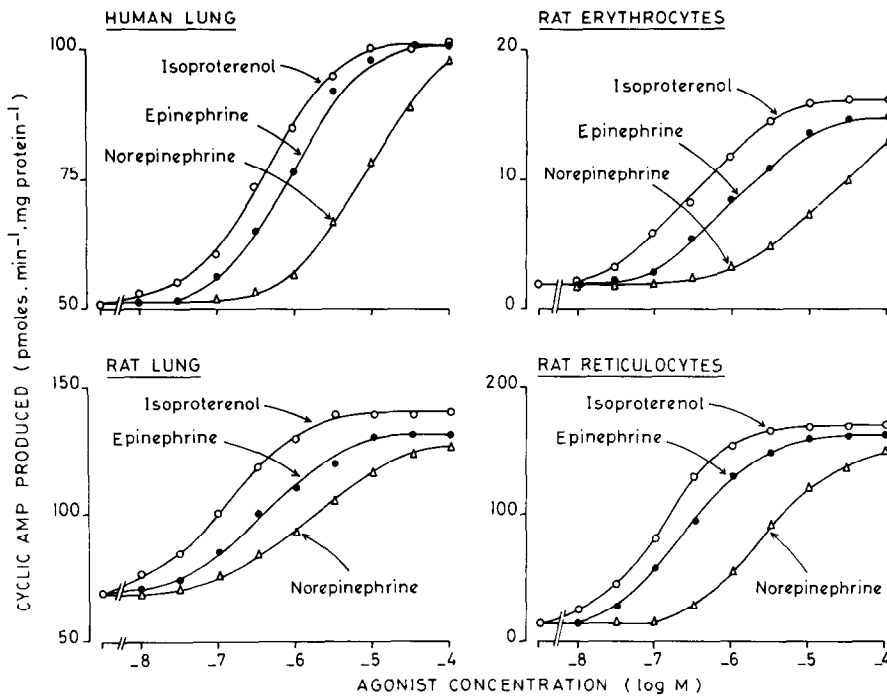 HUMAN LUNG
100
75
50
Isoproterenol
Epinephrine
Norepinephrine
RAT ERYTHROCYTES
20
10
0
Isoproterenol
Epinephrine
Norepinephrine
RAT LUNG
150
100
50
Isoproterenol
Epinephrine
Norepinephrine
-8 -7 -6 -5 -4
RAT RETICULOCYTES
200
100
0
Isoproterenol
Epinephrine
Norepinephrine
-8 -7 -6 -5 -4
CYCLIC AMP PRODUCED (pmoles. min⁻¹, mg protein⁻¹)
AGONIST CONCENTRATION (log M)